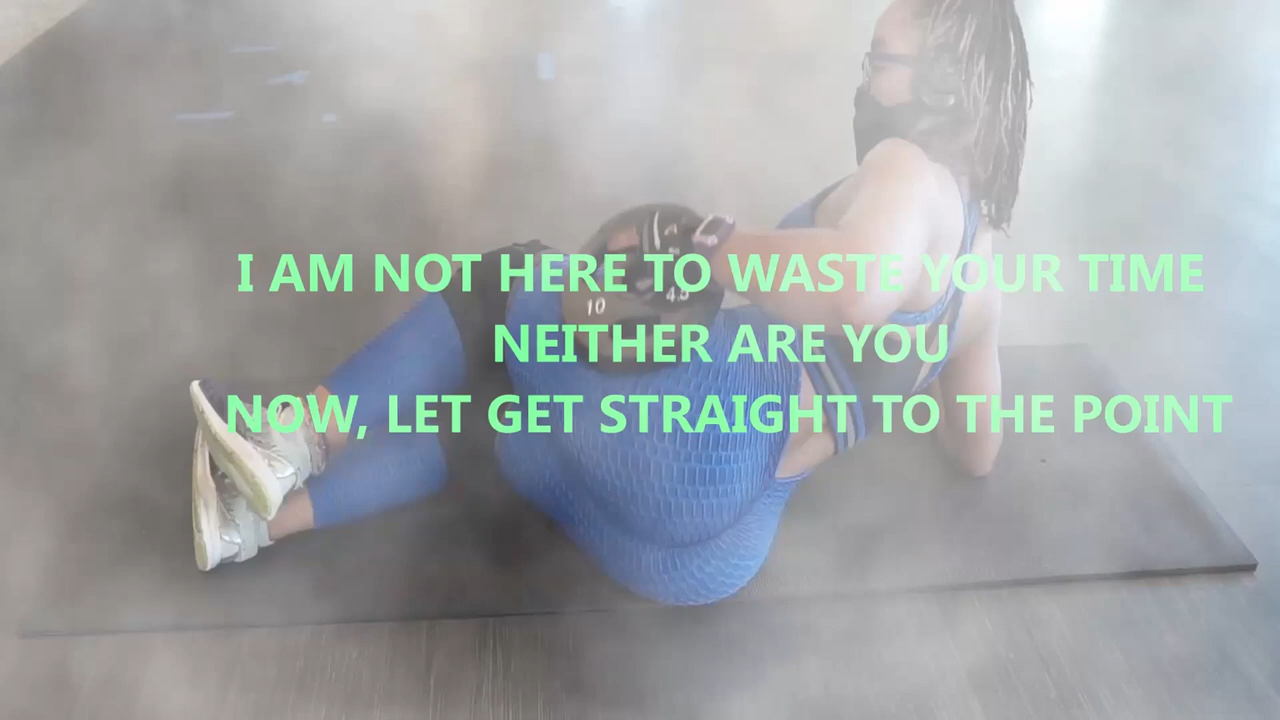 I AM NOT HERE TO WASTE YOUR TIME
NEITHER ARE YOU
NOW, LET GET STRAIGHT TO THE POINT
10
4.5